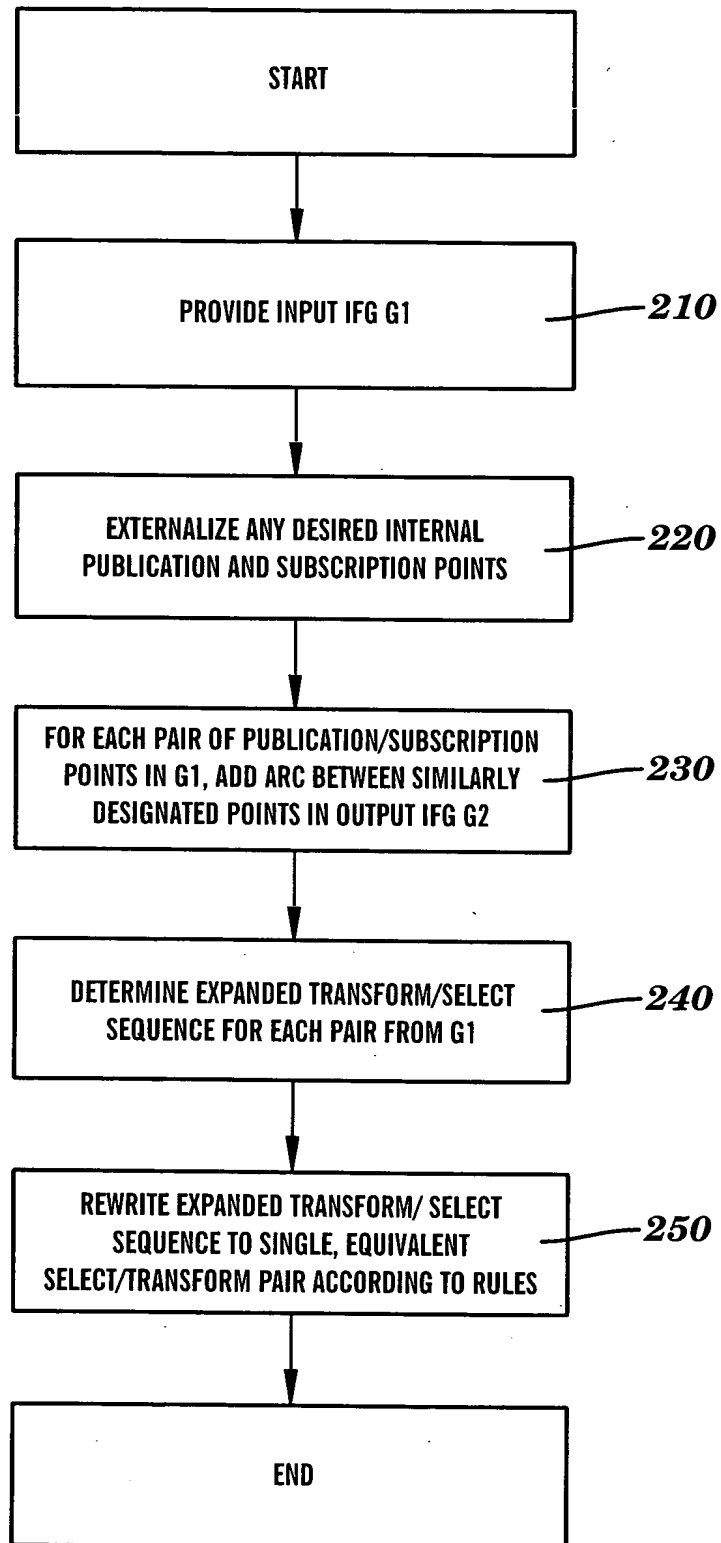 START
PROVIDE INPUT IFG G1
210
EXTERNALIZE ANY DESIRED INTERNAL
PUBLICATION AND SUBSCRIPTION POINTS
220
FOR EACH PAIR OF PUBLICATION/SUBSCRIPTION
POINTS IN G1, ADD ARC BETWEEN SIMILARLY
DESIGNATED POINTS IN OUTPUT IFG G2
230
DETERMINE EXPANDED TRANSFORM/SELECT
SEQUENCE FOR EACH PAIR FROM G1
240
REWRITE EXPANDED TRANSFORM/ SELECT
SEQUENCE TO SINGLE, EQUIVALENT
SELECT/TRANSFORM PAIR ACCORDING TO RULES
250
END